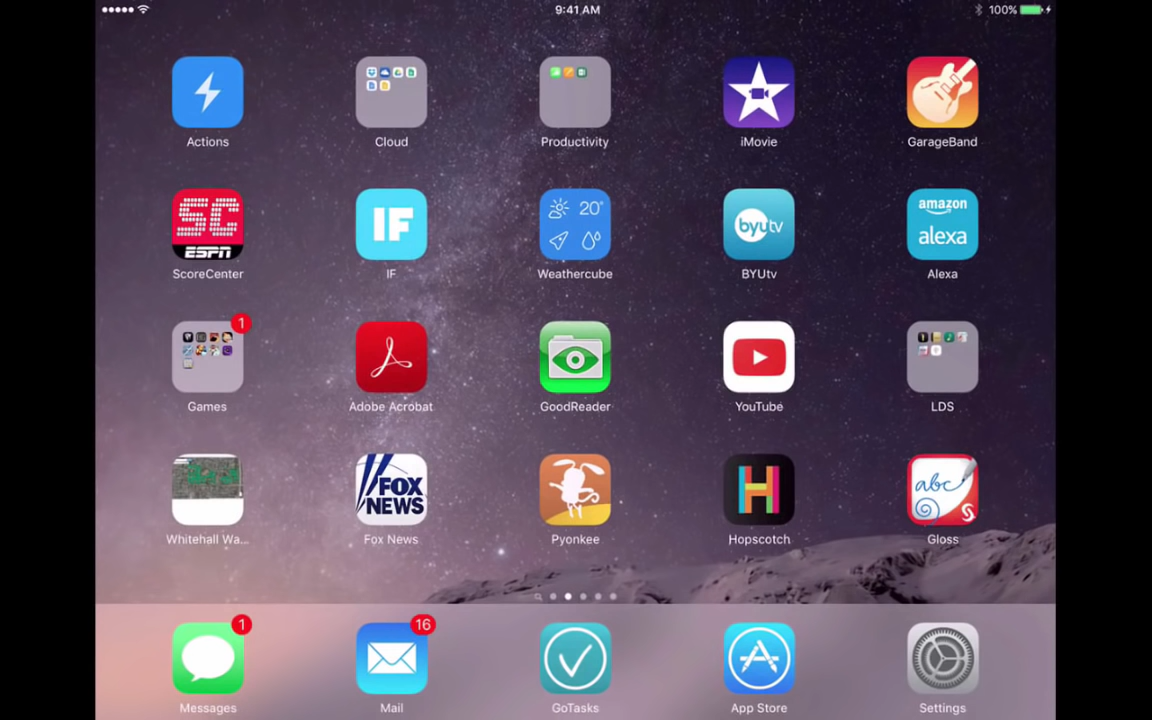 9:41 AM
100%
Actions
Cloud
Productivity
iMovie
GarageBand
SC
ESPN
IF
20°
byutv
amazon
alexa
ScoreCenter
IF
Weathercube
BYUtv
Alexa
1
Games
Adobe Acrobat
GoodReader
YouTube
LDS
FOX
NEWS
H
abc
S
Whitehall Wa...
Fox News
Pyonkee
Hopscotch
Gloss
1
16
Messages
Mail
GoTasks
App Store
Settings